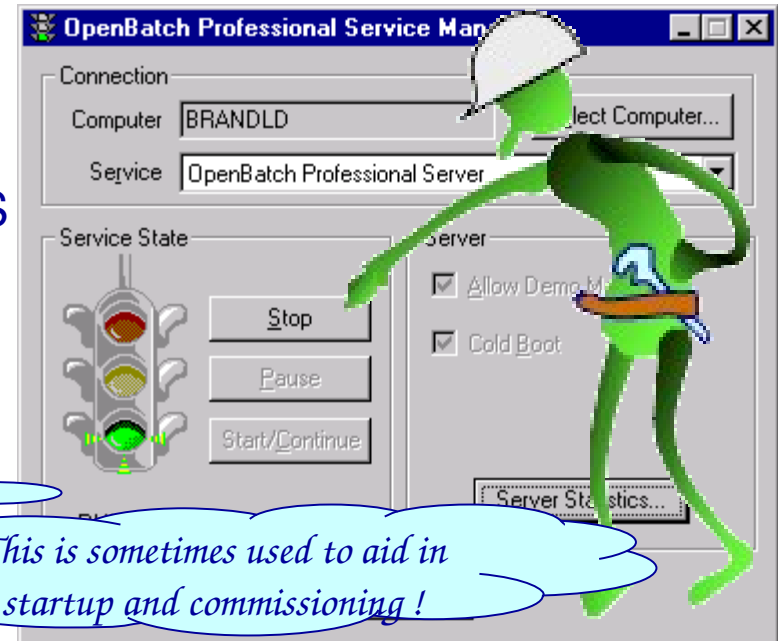 OpenBatch Professional Service Man
Connection
Computer BRANDLD lect Computer...
Service OpenBatch Professional Server
s
Service State
Server
Allow Demo M
Stop
Cold Boot
Pause
Start/Continue
Server Statistics...
his is sometimes used to aid in
startup and commissioning !